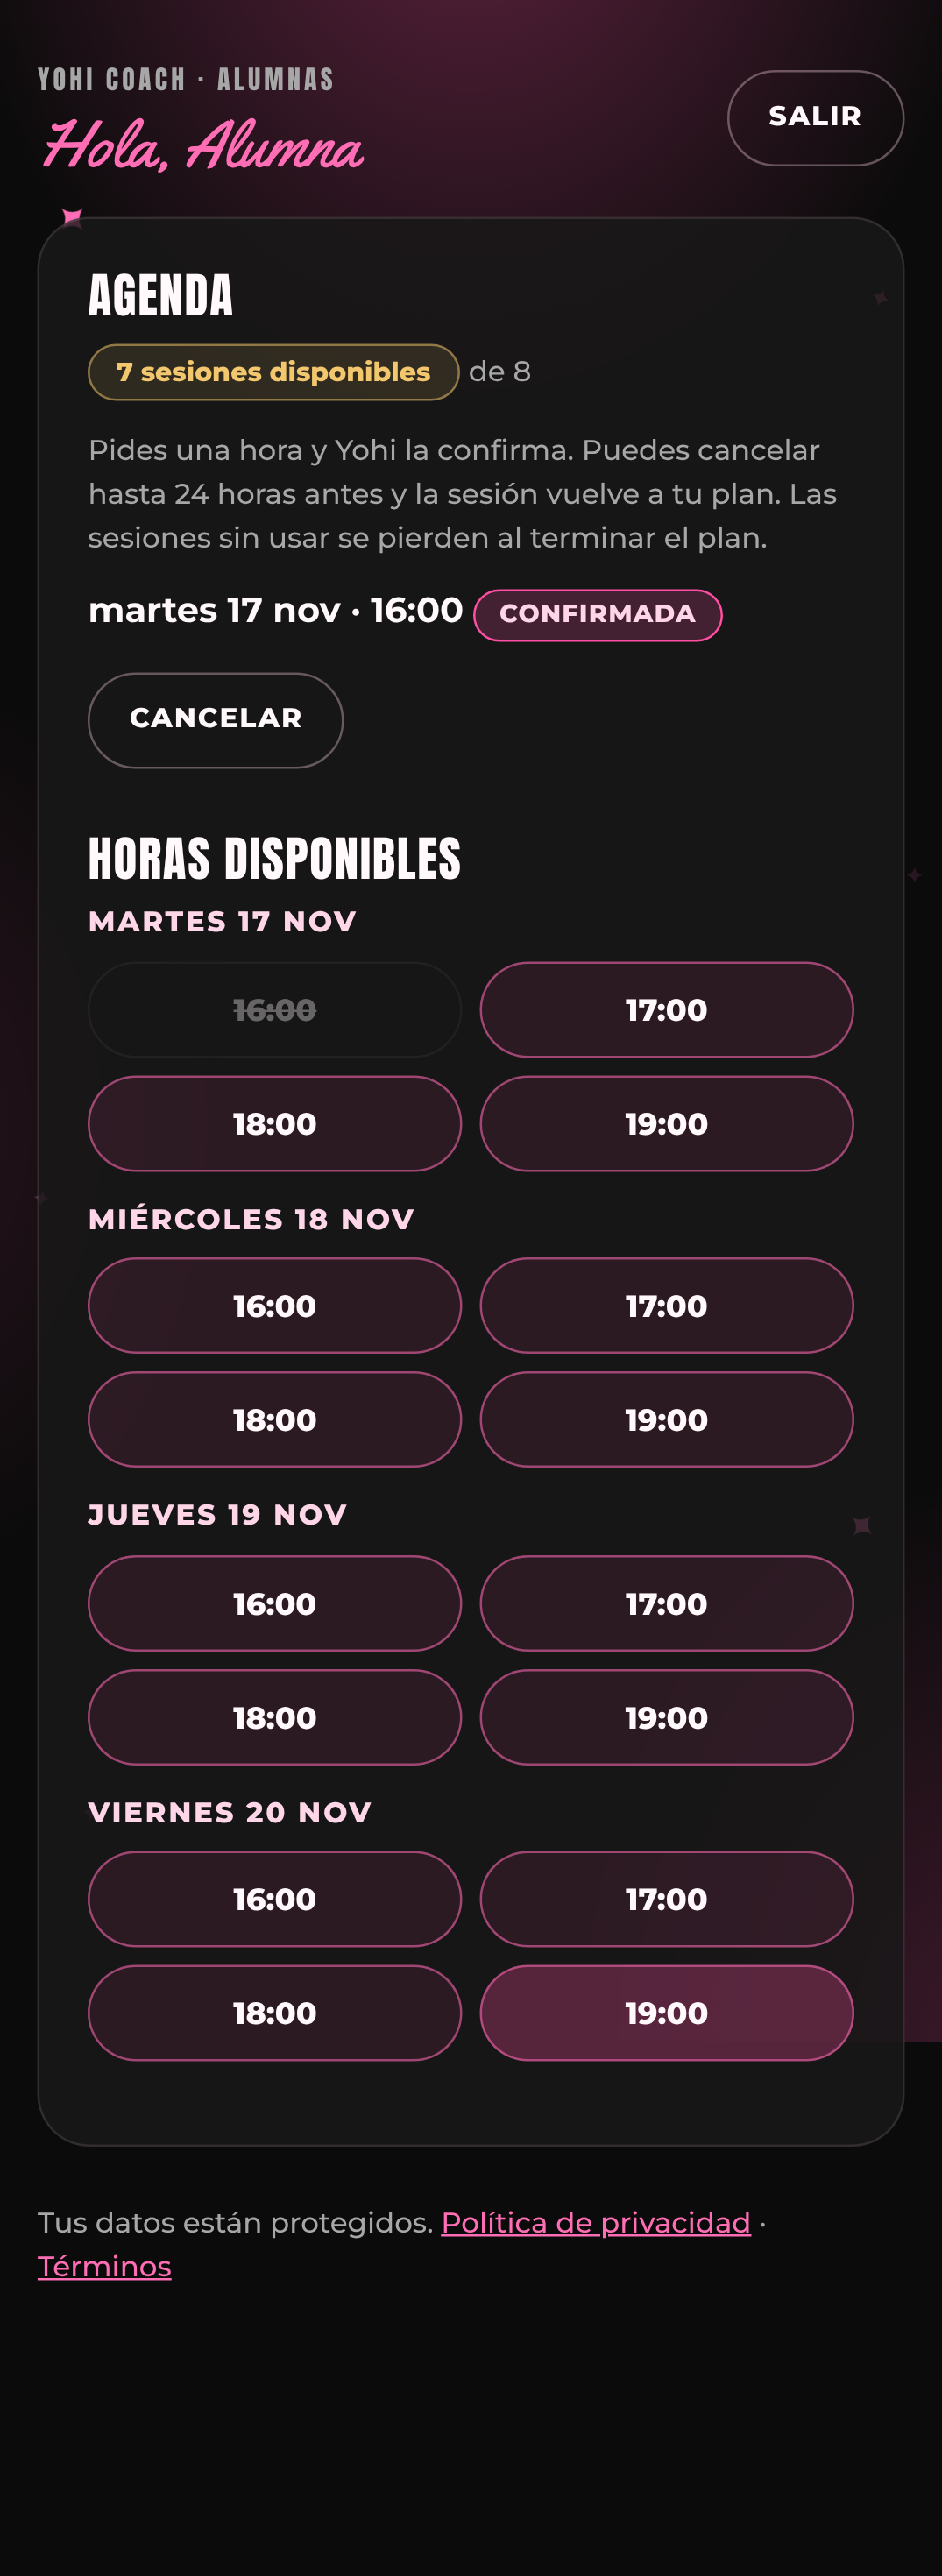 YOHI COACH · ALUMNAS
Hola, Alumna
SALIR
AGENDA
7 sesiones disponibles de 8
Pides una hora y Yohi la confirma. Puedes cancelar
hasta 24 horas antes y la sesión vuelve a tu plan. Las
sesiones sin usar se pierden al terminar el plan.
martes 17 nov · 16:00 CONFIRMADA
CANCELAR
HORAS DISPONIBLES
MARTES 17 NOV
16:00 17:00
18:00 19:00
MIÉRCOLES 18 NOV
16:00 17:00
18:00 19:00
JUEVES 19 NOV
16:00 17:00
18:00 19:00
VIERNES 20 NOV
16:00 17:00
18:00 19:00
Tus datos están protegidos. Política de privacidad ·
Términos